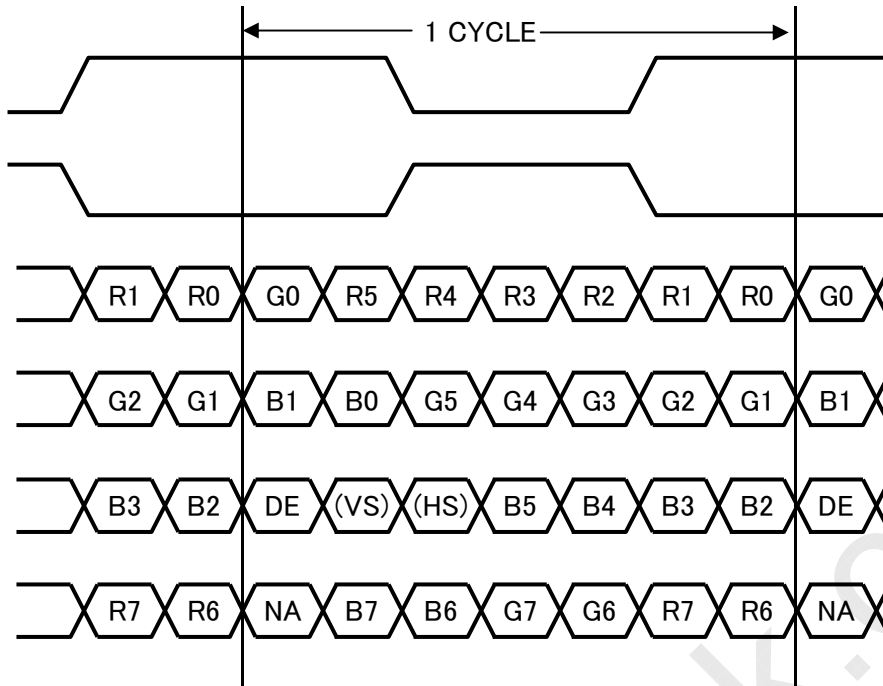 1 CYCLE
R1 R0 G0 R5 R4 R3 R2 R1 R0 G0
G2 G1 B1 B0 G5 G4 G3 G2 G1 B1
B3 B2 DE (VS) (HS) B5 B4 B3 B2 DE
R7 R6 NA B7 B6 G7 G6 R7 R6 NA